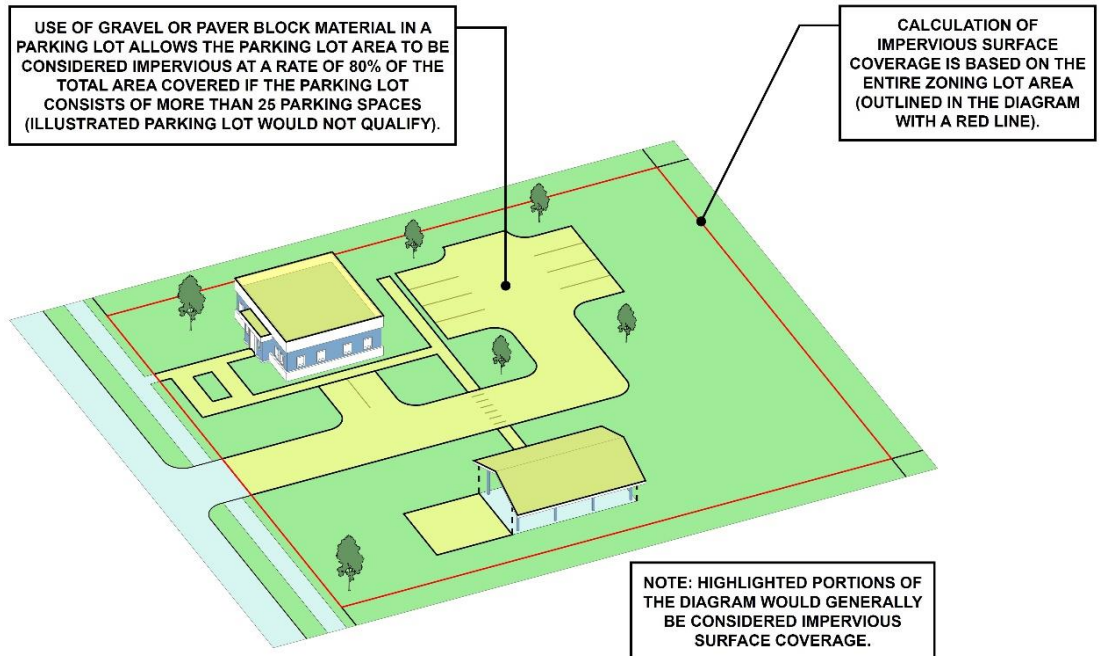 USE OF GRAVEL OR PAVER BLOCK MATERIAL IN A
PARKING LOT ALLOWS THE PARKING LOT AREA TO BE
CONSIDERED IMPERVIOUS AT A RATE OF 80% OF THE
TOTAL AREA COVERED IF THE PARKING LOT
CONSISTS OF MORE THAN 25 PARKING SPACES
(ILLUSTRATED PARKING LOT WOULD NOT QUALIFY).
CALCULATION OF
IMPERVIOUS SURFACE
COVERAGE IS BASED ON THE
ENTIRE ZONING LOT AREA
(OUTLINED IN THE DIAGRAM
WITH A RED LINE).
NOTE: HIGHLIGHTED PORTIONS OF
THE DIAGRAM WOULD GENERALLY
BE CONSIDERED IMPERVIOUS
SURFACE COVERAGE.